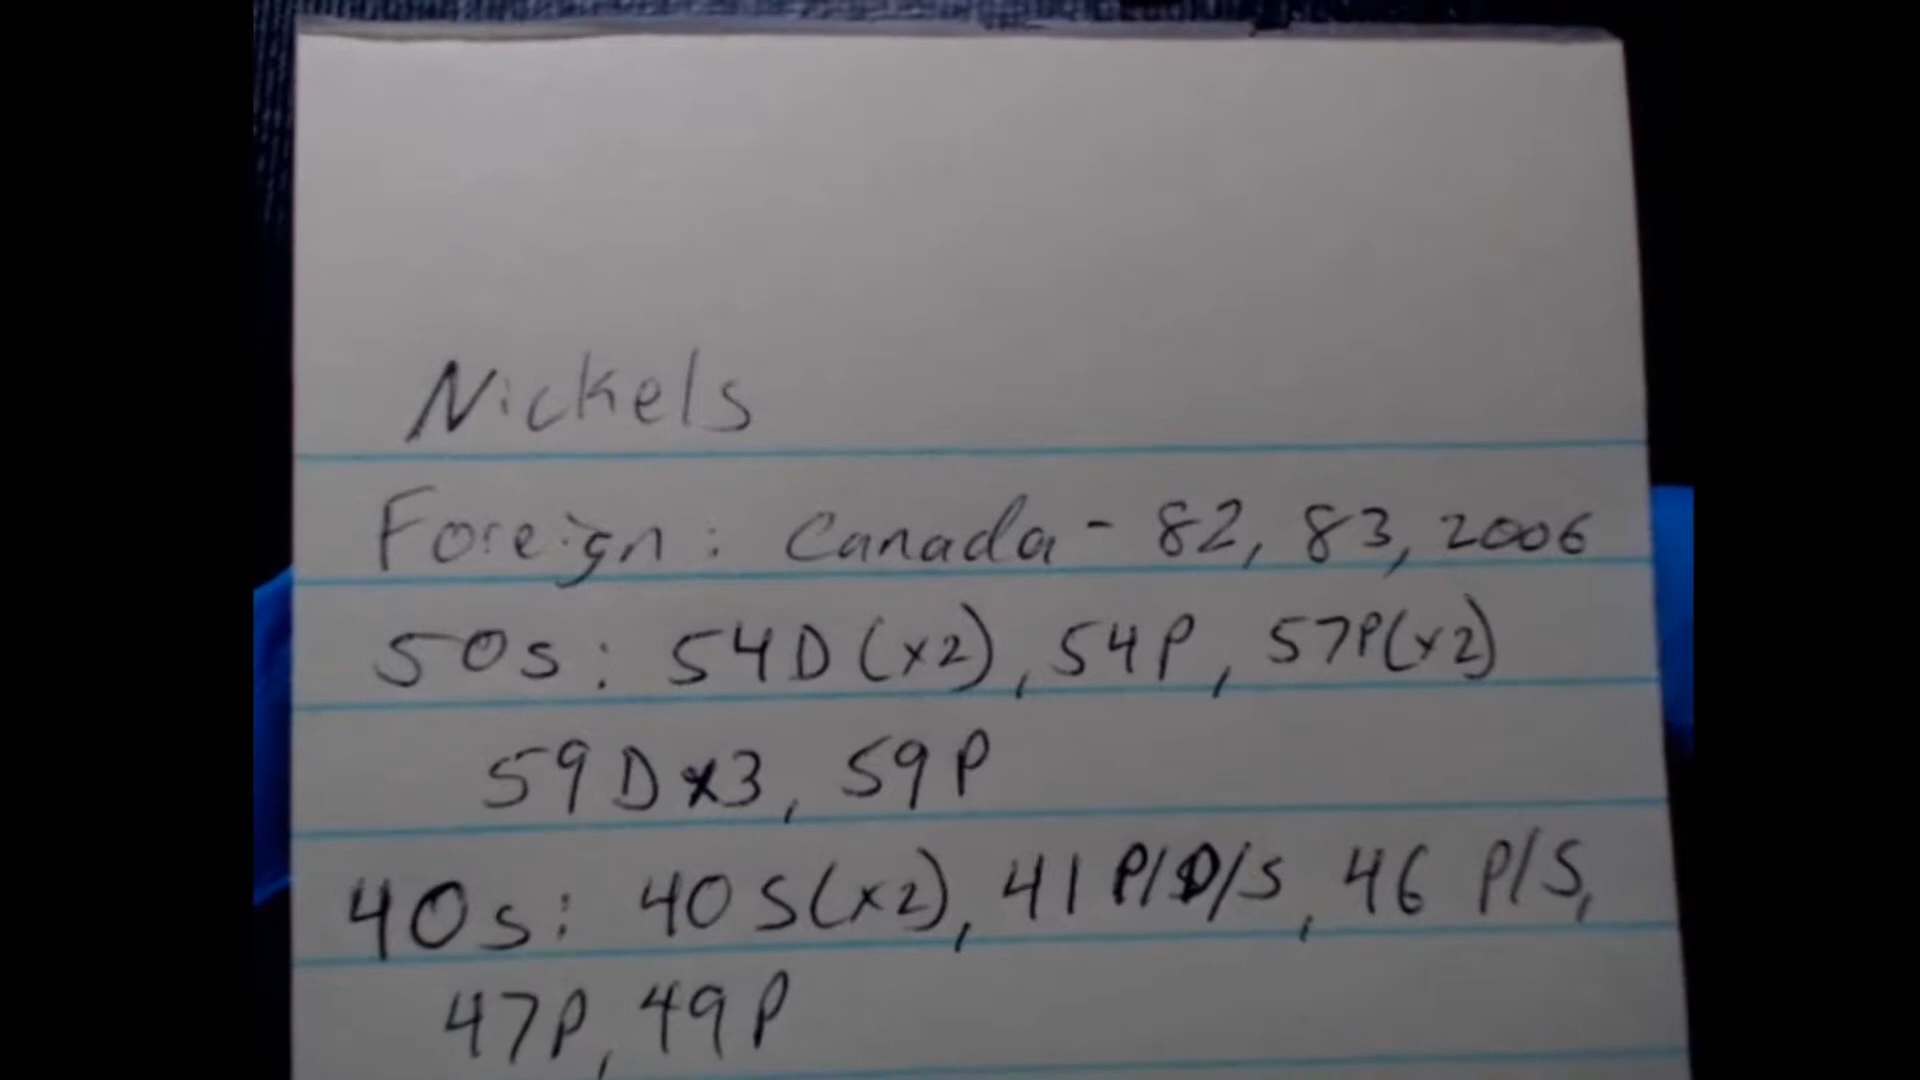 Nickels
Foreign: Canada - 82, 83, 2006
50s: 54D (x2), 54P, 57P(x2)
59D x3, 59P
40s: 40S(x2), 41 P/D/S, 46 P/S,
47P, 49P